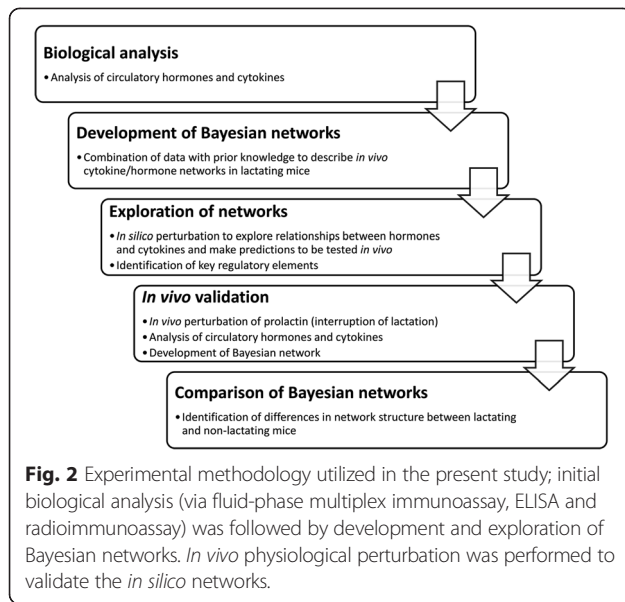 Biological analysis
• Analysis of circulatory hormones and cytokines
Development of Bayesian networks
• Combination of data with prior knowledge to describe in vivo
cytokine/hormone networks in lactating mice
Exploration of networks
• In silico perturbation to explore relationships between hormones
and cytokines and make predictions to be tested in vivo
• Identification of key regulatory elements
In vivo validation
• In vivo perturbation of prolactin (interruption of lactation)
• Analysis of circulatory hormones and cytokines
• Development of Bayesian network
Comparison of Bayesian networks
• Identification of differences in network structure between lactating
and non-lactating mice
Fig. 2 Experimental methodology utilized in the present study; initial
biological analysis (via fluid-phase multiplex immunoassay, ELISA and
radioimmunoassay) was followed by development and exploration of
Bayesian networks. In vivo physiological perturbation was performed to
validate the in silico networks.